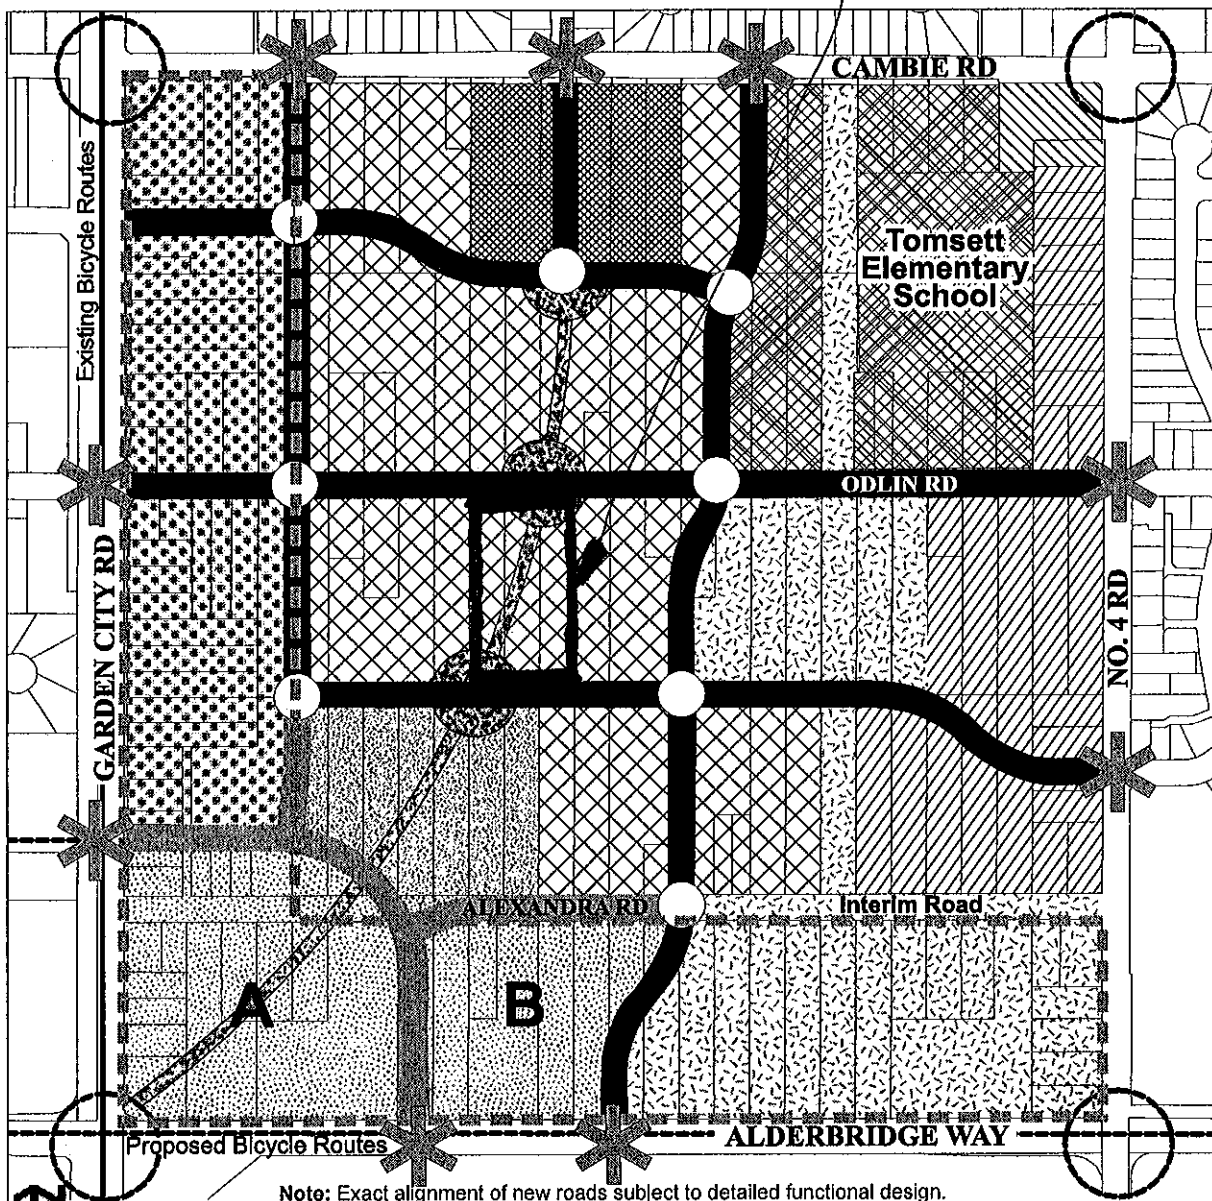 CAMBIE RD
Existing Bicycle Routes
Tomsett
Elementary
School
ODLIN RD
GARDEN CITY RD
NO. 4 RD
ALEXANDRA RD
Interim Road
A
B
Proposed Bicycle Routes
ALDERBRIDGE WAY
Note: Exact alignment of new roads subject to detailed functional design.